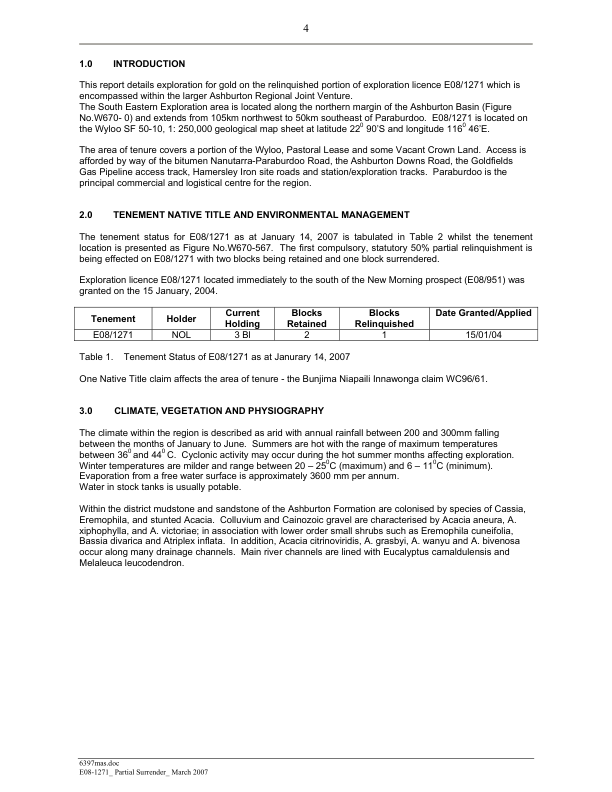 4
1.0 INTRODUCTION
This report details exploration for gold on the relinquished portion of exploration licence E08/1271 which is
encompassed within the larger Ashburton Regional Joint Venture.
The South Eastern Exploration area is located along the northern margin of the Ashburton Basin (Figure
No.W670- 0) and extends from 105km northwest to 50km southeast of Paraburdoo. E08/1271 is located on
the Wyloo SF 50-10, 1: 250,000 geological map sheet at latitude 22⁰ 90'S and longitude 116⁰ 46'E.
The area of tenure covers a portion of the Wyloo, Pastoral Lease and some Vacant Crown Land. Access is
afforded by way of the bitumen Nanutarra-Paraburdoo Road, the Ashburton Downs Road, the Goldfields
Gas Pipeline access track, Hamersley Iron site roads and station/exploration tracks. Paraburdoo is the
principal commercial and logistical centre for the region.
2.0 TENEMENT NATIVE TITLE AND ENVIRONMENTAL MANAGEMENT
The tenement status for E08/1271 as at January 14, 2007 is tabulated in Table 2 whilst the tenement
location is presented as Figure No.W670-567. The first compulsory, statutory 50% partial relinquishment is
being effected on E08/1271 with two blocks being retained and one block surrendered.
Exploration licence E08/1271 located immediately to the south of the New Morning prospect (E08/951) was
granted on the 15 January, 2004.
Tenement Holder Current Holding Blocks Retained Blocks Relinquished Date Granted/Applied
E08/1271 NOL 3 Bl 2 1 15/01/04
Table 1. Tenement Status of E08/1271 as at Janurary 14, 2007
One Native Title claim affects the area of tenure - the Bunjima Niapaili Innawonga claim WC96/61.
3.0 CLIMATE, VEGETATION AND PHYSIOGRAPHY
The climate within the region is described as arid with annual rainfall between 200 and 300mm falling
between the months of January to June. Summers are hot with the range of maximum temperatures
between 36⁰ and 44⁰ C. Cyclonic activity may occur during the hot summer months affecting exploration.
Winter temperatures are milder and range between 20 – 25⁰C (maximum) and 6 – 11⁰C (minimum).
Evaporation from a free water surface is approximately 3600 mm per annum.
Water in stock tanks is usually potable.
Within the district mudstone and sandstone of the Ashburton Formation are colonised by species of Cassia,
Eremophila, and stunted Acacia. Colluvium and Cainozoic gravel are characterised by Acacia aneura, A.
xiphophylla, and A. victoriae; in association with lower order small shrubs such as Eremophila cuneifolia,
Bassia divarica and Atriplex inflata. In addition, Acacia citrinoviridis, A. grasbyi, A. wanyu and A. bivenosa
occur along many drainage channels. Main river channels are lined with Eucalyptus camaldulensis and
Melaleuca leucodendron.
6397mas.doc
E08-1271_ Partial Surrender_ March 2007